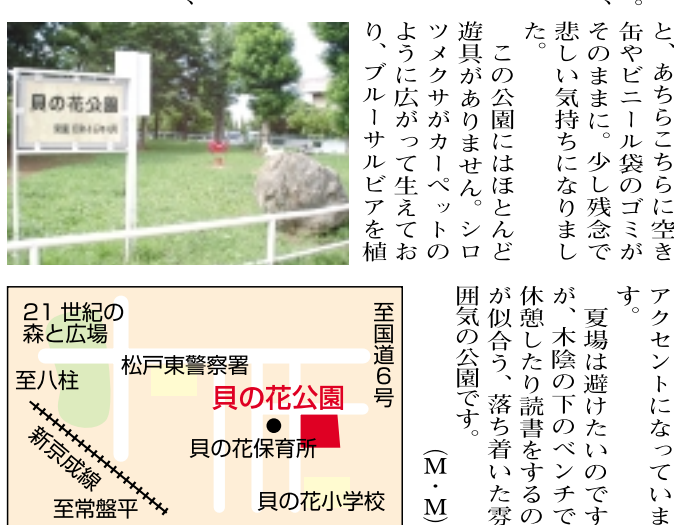 と、あちらこちらに空き
缶やビニール袋のゴミが
そのままに。少し残念で
悲しい気持ちになりまし
た。
この公園にはほとんど
遊具がありません。シロ
ツメクサがカーペットの
ように広がって生えてお
り、ブルーサルビアを植
貝の花公園
アクセントになっていま
す。
夏場は避けたいのです
が、木陰の下のベンチで
休憩したり読書をするの
が似合う、落ち着いた雰
囲気の公園です。
（M・M）
21 世紀の
森と広場
至国道6号
松戸東警察署
至八柱
貝の花公園
貝の花保育所
新京成線
貝の花小学校
至常盤平